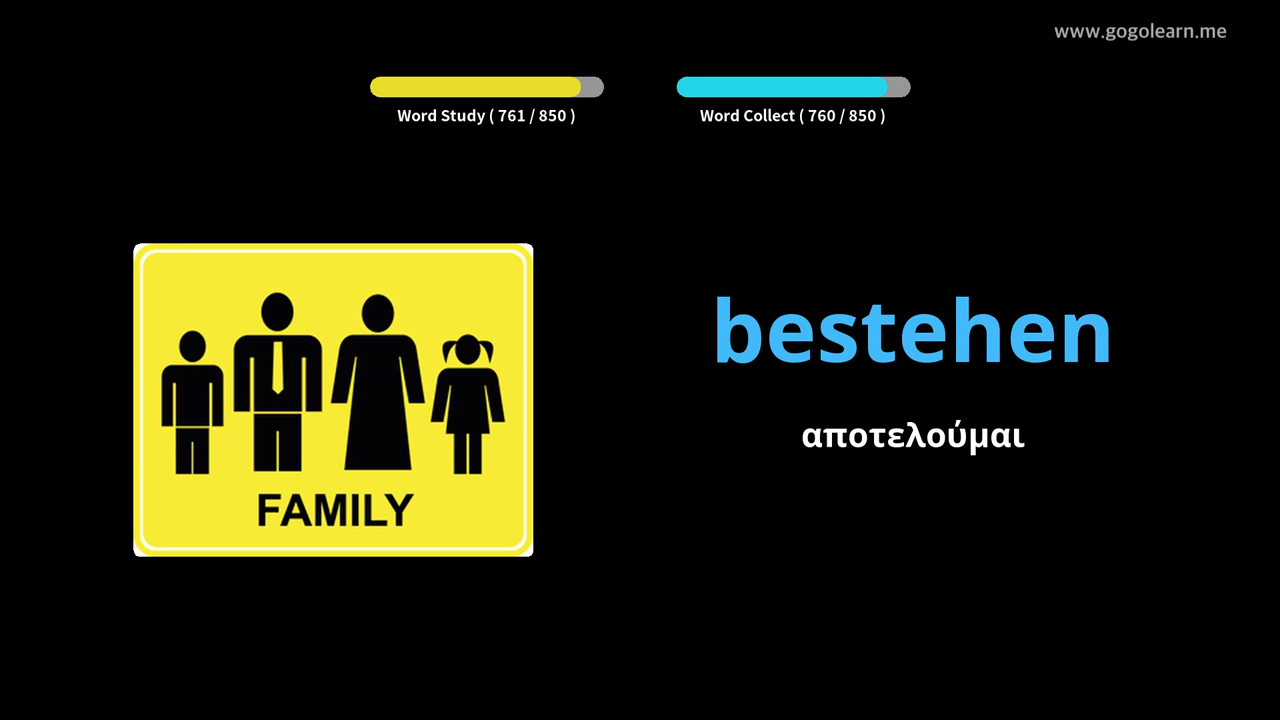 www.gogolearn.me
Word Study ( 761 / 850 )
Word Collect ( 760 / 850 )
bestehen
αποτελούμαι
FAMILY